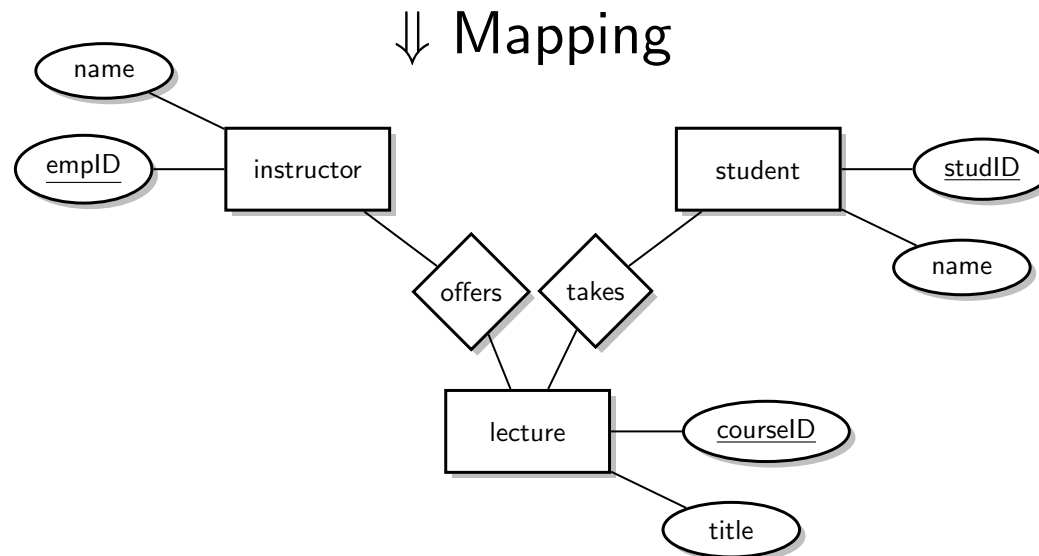 ⇓ Mapping
name
empID
instructor
student
studID
name
offers
takes
lecture
courseID
title